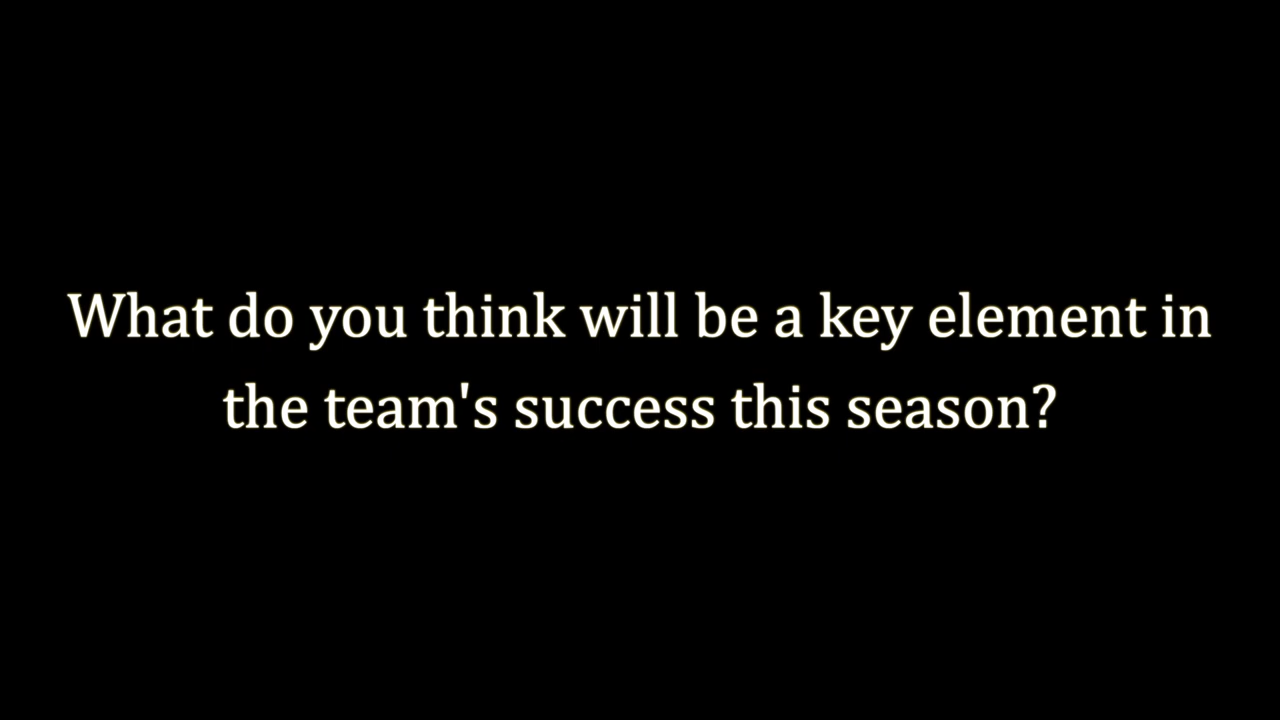 What do you think will be a key element in
the team's success this season?